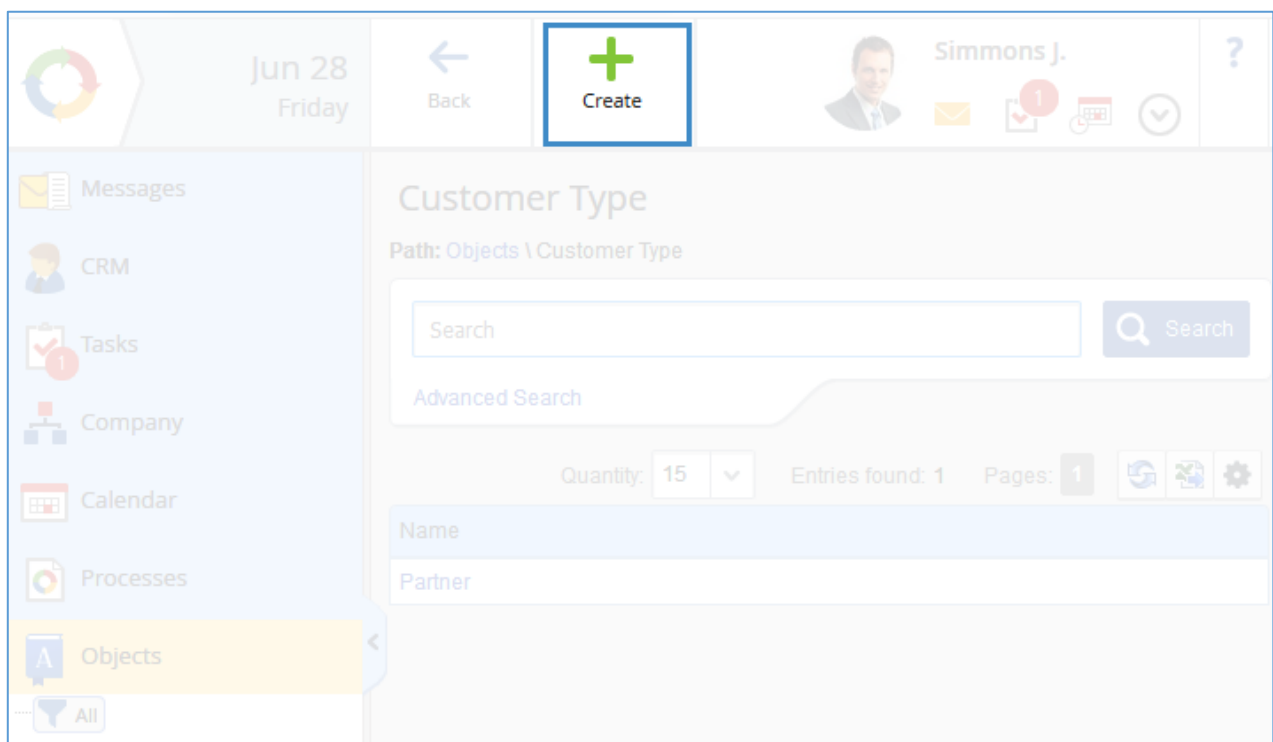 Jun 28
Friday
Back
Create
Simmons J.
1
?
Messages
CRM
Tasks
1
Company
Calendar
Processes
A
Objects
All
Customer Type
Path: Objects \ Customer Type
Search
Search
Advanced Search
Quantity: 15 Entries found: 1 Pages: 1
Name
Partner